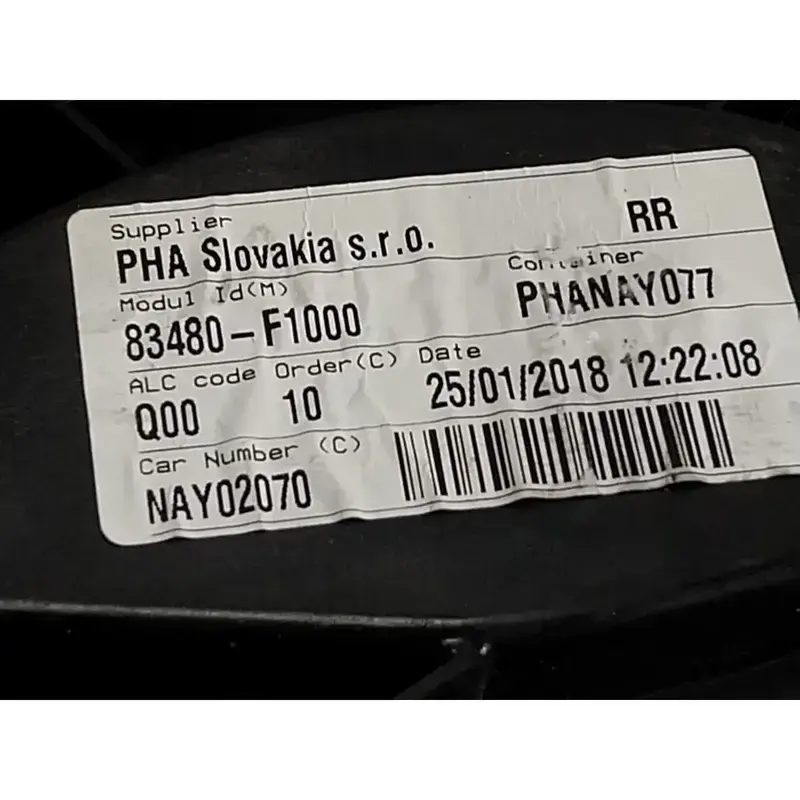 Supplier
PHA Slovakia s.r.o. RR
Modul Id(M) Container
83480-F1000 PHANAY077
ALC code Order(C) Date
Q00 10 25/01/2018 12:22:08
Car Number (C)
NAY02070